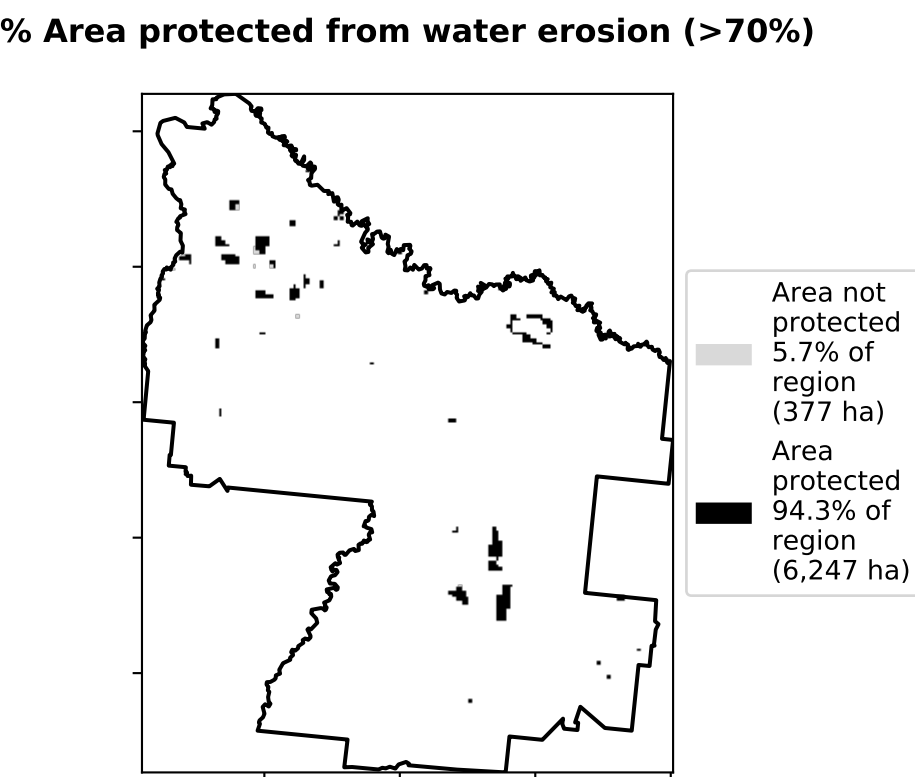 % Area protected from water erosion (>70%)
Area not
protected
5.7% of
region
(377 ha)
Area
protected
94.3% of
region
(6,247 ha)